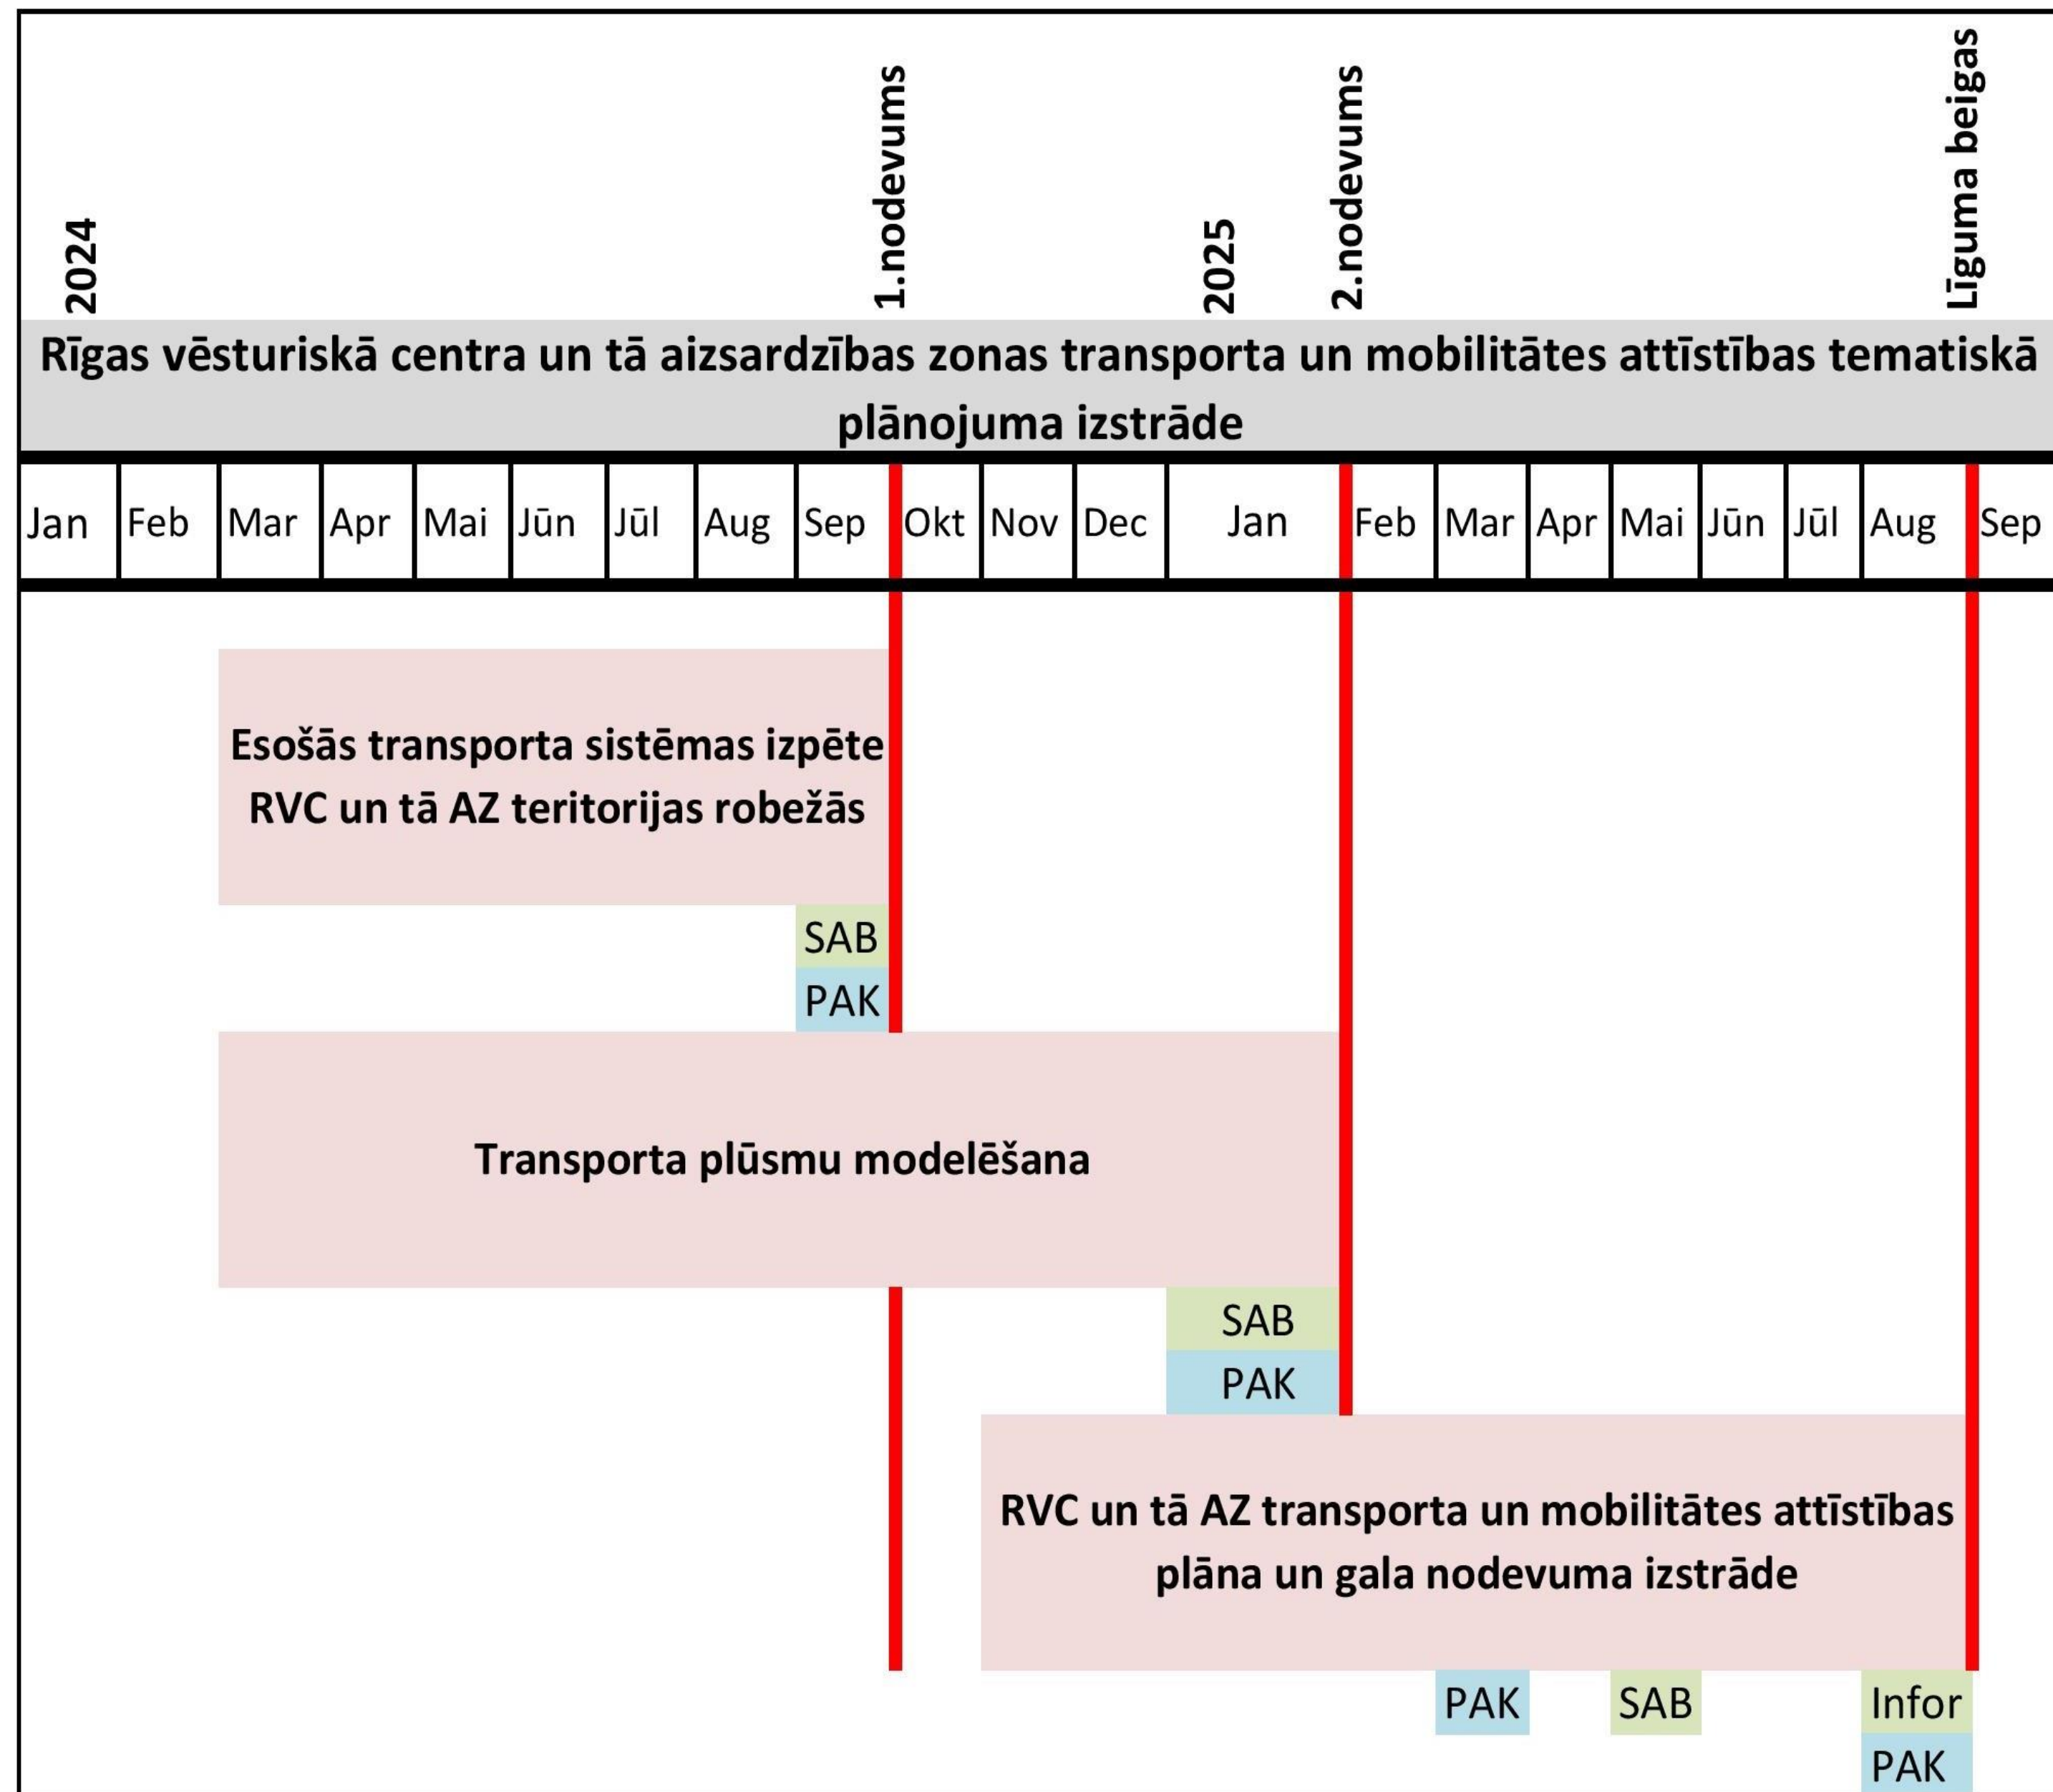 2024
1.nodevums
2025
2.nodevums
Līguma beigas
Rīgas vēsturiskā centra un tā aizsardzības zonas transporta un mobilitātes attīstības tematiskā
plānojuma izstrāde
Jan Feb Mar Apr Mai Jūn Jūl Aug Sep Okt Nov Dec Jan Feb Mar Apr Mai Jūn Jūl Aug Sep
Esošās transporta sistēmas izpēte
RVC un tā AZ teritorijas robežās
SAB
PAK
Transporta plūsmu modelēšana
SAB
PAK
RVC un tā AZ transporta un mobilitātes attīstības
plāna un gala nodevuma izstrāde
PAK SAB Infor
PAK